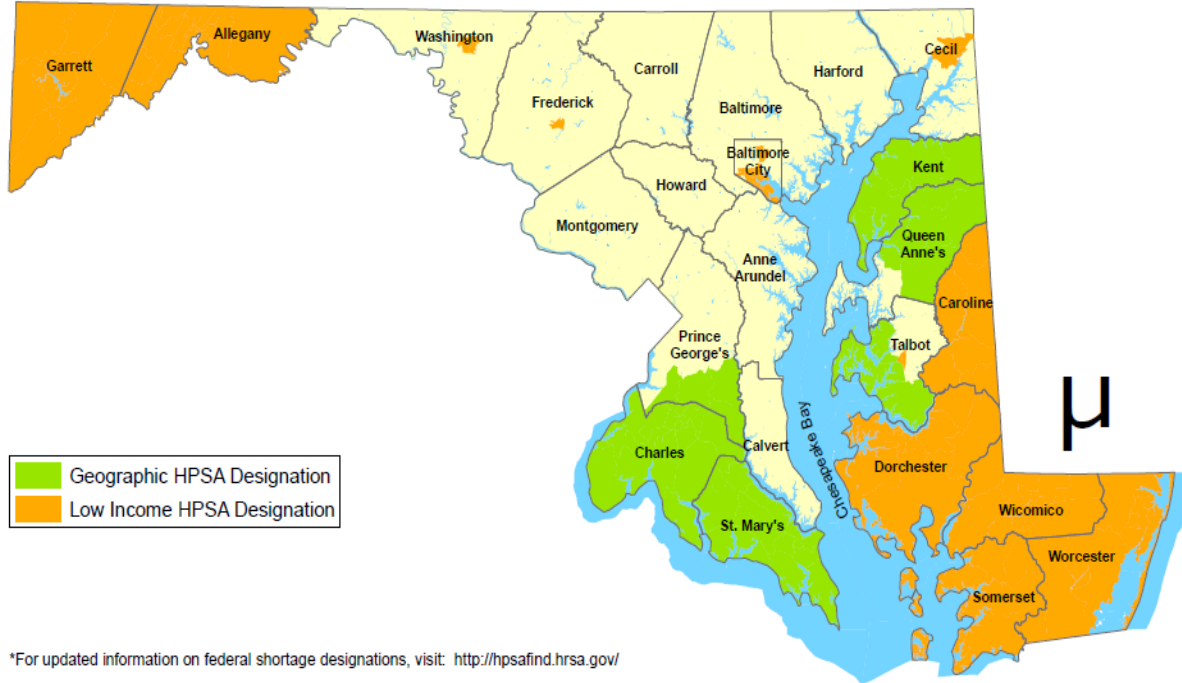 Garrett
Allegany
Washington
Frederick
Carroll
Baltimore
Harford
Cecil
Baltimore
City
Howard
Montgomery
Kent
Queen
Anne's
Anne
Arundel
Caroline
Talbot
Prince
George's
μ
Chesapeake Bay
Calvert
Charles
Dorchester
Geographic HPSA Designation
Low Income HPSA Designation
St. Mary's
Wicomico
Worcester
Somerset
*For updated information on federal shortage designations, visit: http://hpsafind.hrsa.gov/